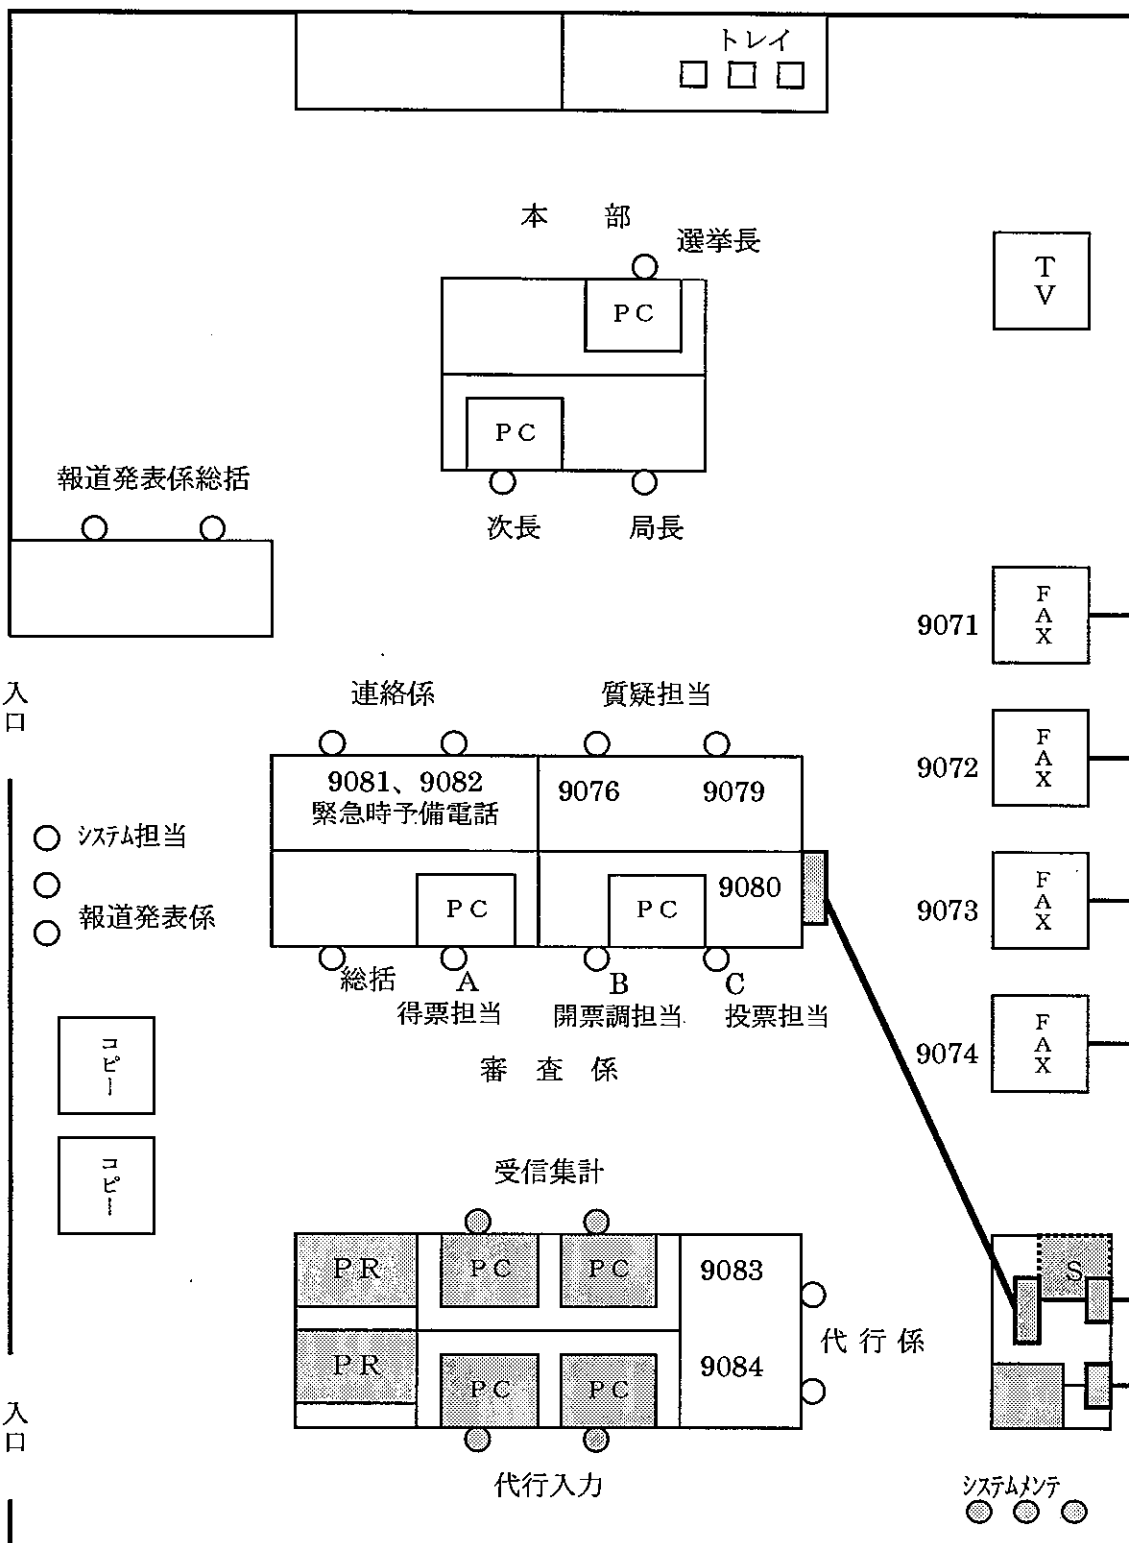 トレイ
本 部
選挙長
PC
TV
PC
報道発表係総括
次長
局長
9071
FAX
入口
連絡係
質疑担当
9072
FAX
9081、9082
緊急時予備電話
9076
9079
システム担当
報道発表係
PC
PC
9080
9073
FAX
総括
A
B
C
得票担当
開票調担当
投票担当
審 査 係
9074
FAX
コピー
コピー
受信集計
PR
PC
PC
9083
S
代 行 係
PR
PC
PC
9084
入口
代行入力
システムメンテ